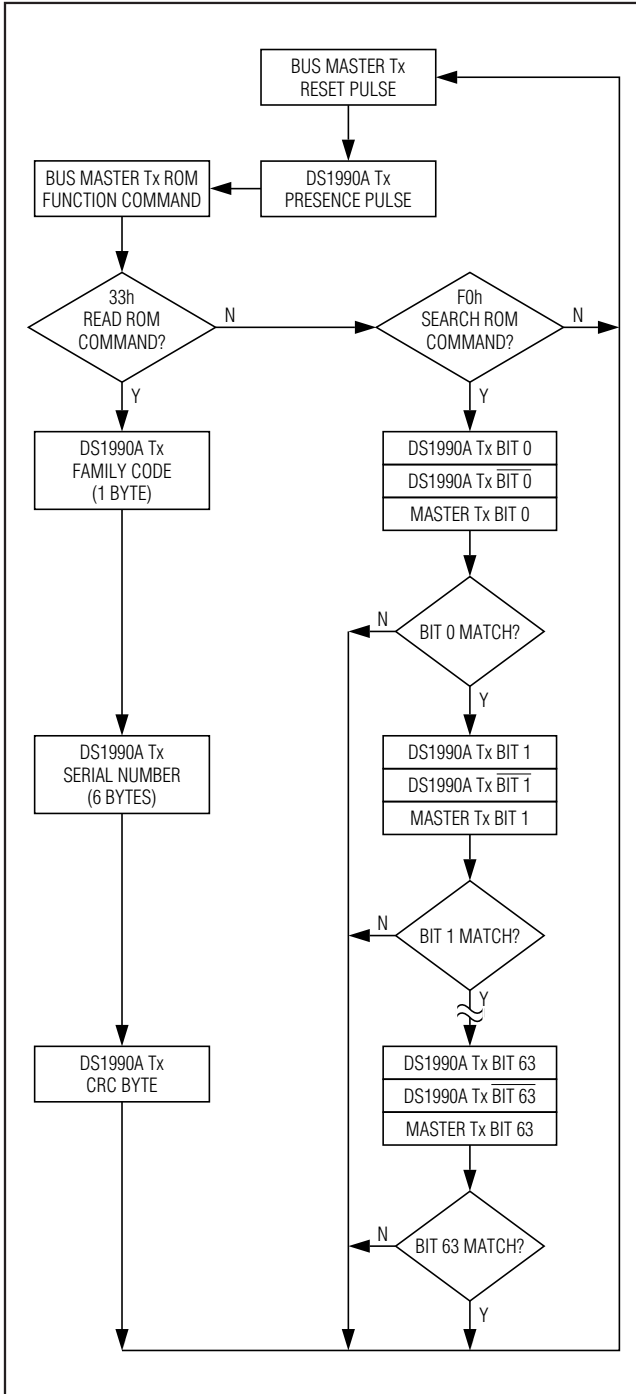 BUS MASTER Tx
RESET PULSE
BUS MASTER Tx ROM
FUNCTION COMMAND
DS1990A Tx
PRESENCE PULSE
33h
READ ROM
COMMAND?
N
Y
F0h
SEARCH ROM
COMMAND?
N
Y
DS1990A Tx
FAMILY CODE
(1 BYTE)
DS1990A Tx BIT 0
DS1990A Tx B̅I̅T̅ ̅0̅
MASTER Tx BIT 0
N
BIT 0 MATCH?
Y
DS1990A Tx
SERIAL NUMBER
(6 BYTES)
DS1990A Tx BIT 1
DS1990A Tx B̅I̅T̅ ̅1̅
MASTER Tx BIT 1
N
BIT 1 MATCH?
Y
DS1990A Tx
CRC BYTE
DS1990A Tx BIT 63
DS1990A Tx B̅I̅T̅ ̅6̅3̅
MASTER Tx BIT 63
N
BIT 63 MATCH?
Y